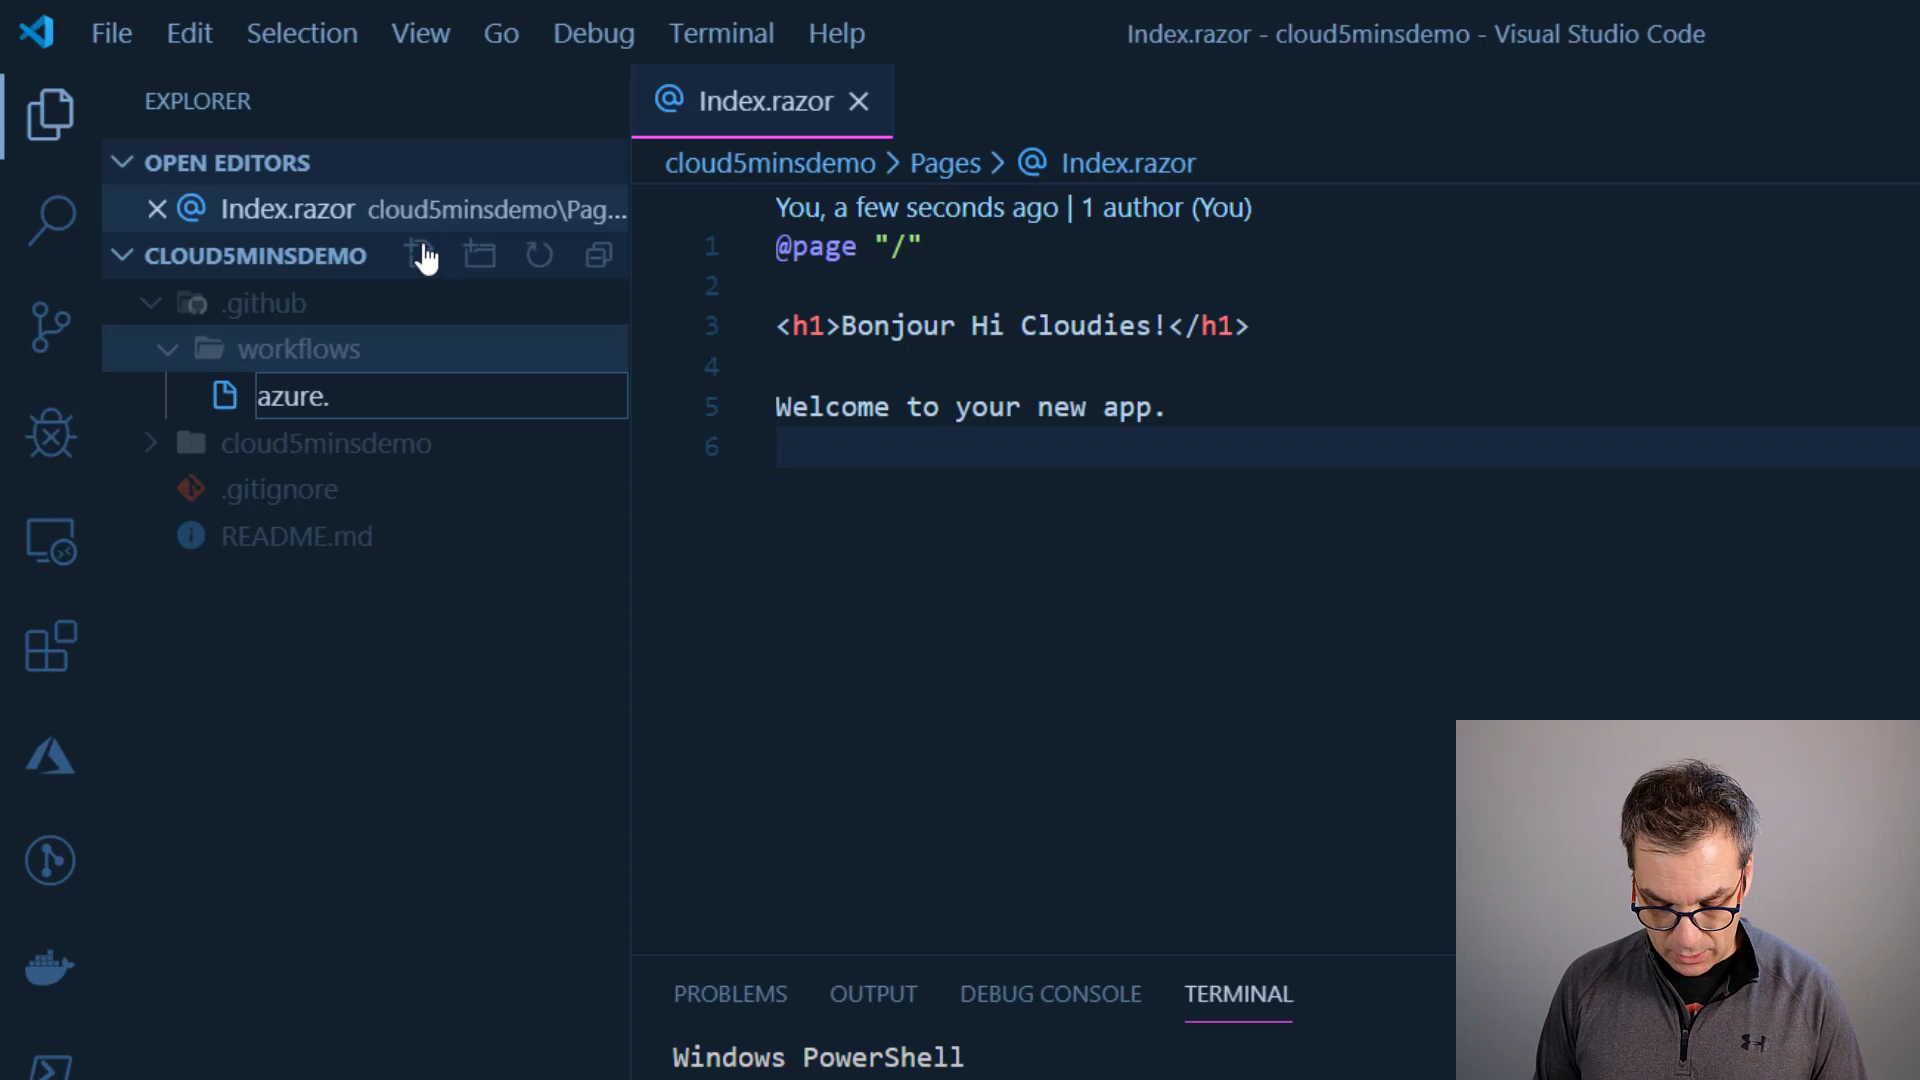 File Edit Selection View Go Debug Terminal Help
Index.razor - cloud5minsdemo - Visual Studio Code
EXPLORER
OPEN EDITORS
Index.razor cloud5minsdemo\Pag...
CLOUD5MINSDEMO
.github
workflows
azure.
cloud5minsdemo
.gitignore
README.md
Index.razor
cloud5minsdemo > Pages > Index.razor
You, a few seconds ago | 1 author (You)
1 @page "/"
2
3 <h1>Bonjour Hi Cloudies!</h1>
4
5 Welcome to your new app.
6
PROBLEMS OUTPUT DEBUG CONSOLE TERMINAL
Windows PowerShell